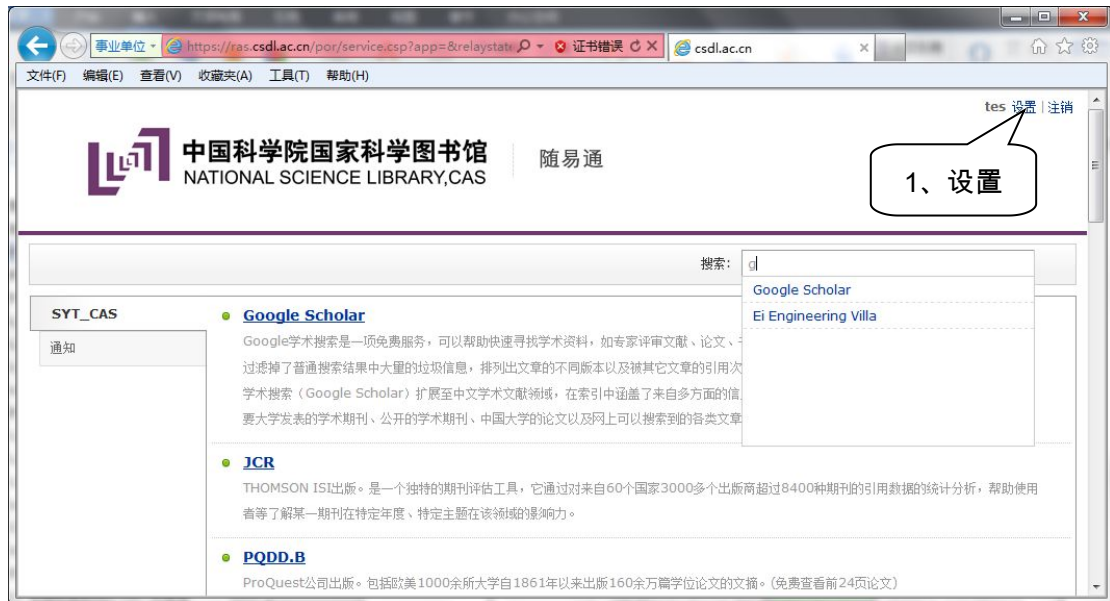 事业单位
https://ras.csdl.ac.cn/por/service.csp?app=&relaystat
证书错误
csdl.ac.cn
文件(F) 编辑(E) 查看(V) 收藏夹(A) 工具(T) 帮助(H)
tes 设置 | 注销
中国科学院国家科学图书馆
NATIONAL SCIENCE LIBRARY,CAS
随易通
1、设置
搜索: g
Google Scholar
Ei Engineering Villa
SYT_CAS
通知
Google Scholar
Google学术搜索是一项免费服务，可以帮助快速寻找学术资料，如专家评审文献、论文、
过滤掉了普通搜索结果中大量的垃圾信息，排列出文章的不同版本以及被其它文章的引用次
学术搜索（Google Scholar）扩展至中文学术文献领域，在索引中涵盖了来自多方面的信
要大学发表的学术期刊、公开的学术期刊、中国大学的论文以及网上可以搜索到的各类文章
JCR
THOMSON ISI出版。是一个独特的期刊评估工具，它通过对来自60个国家3000多个出版商超过8400种期刊的引用数据的统计分析，帮助使用
者等了解某一期刊在特定年度、特定主题在该领域的影响力。
PQDD.B
ProQuest公司出版。包括欧美1000余所大学自1861年以来出版160余万篇学位论文的文摘。(免费查看前24页论文)